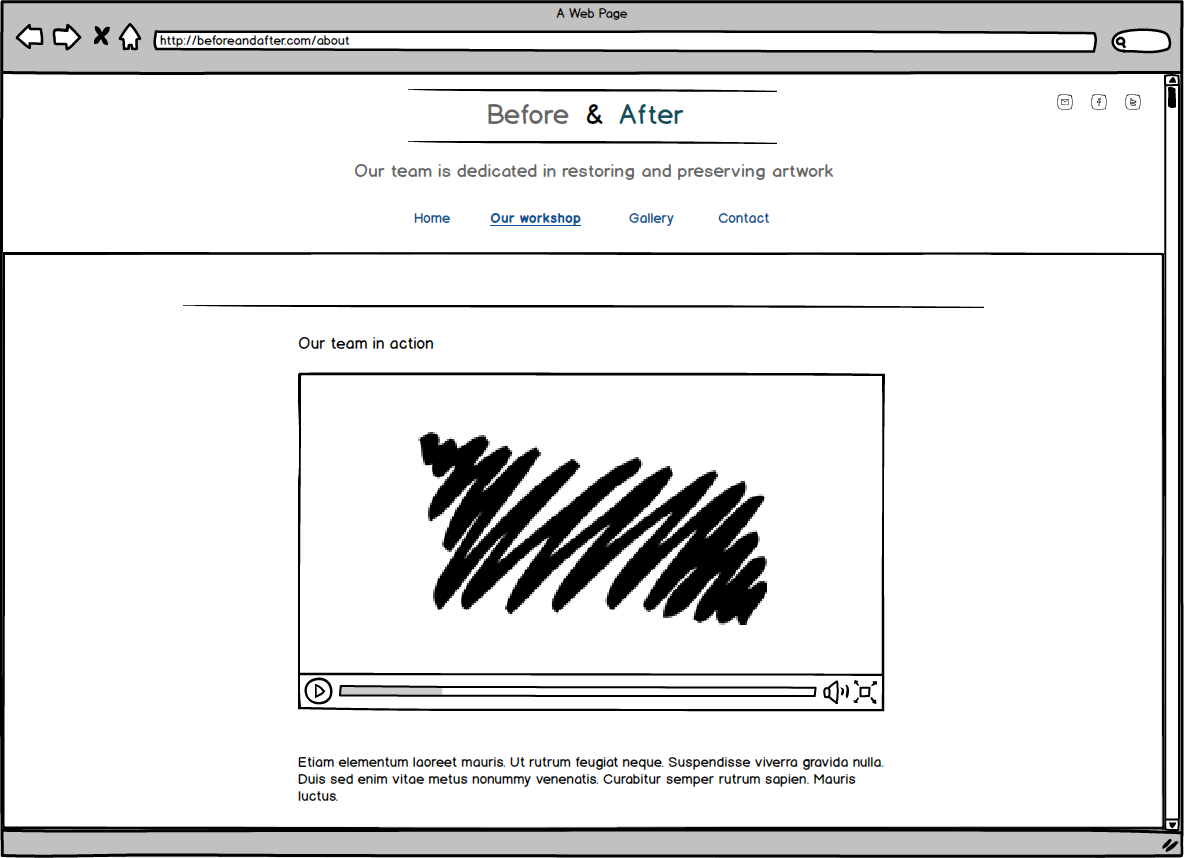 A Web Page
http://beforeandafter.com/about
Before & After
Our team is dedicated in restoring and preserving artwork
Home Our workshop Gallery Contact
Our team in action
Etiam elementum laoreet mauris. Ut rutrum feugiat neque. Suspendisse viverra gravida nulla.
Duis sed enim vitae metus nonummy venenatis. Curabitur semper rutrum sapien. Mauris
luctus.